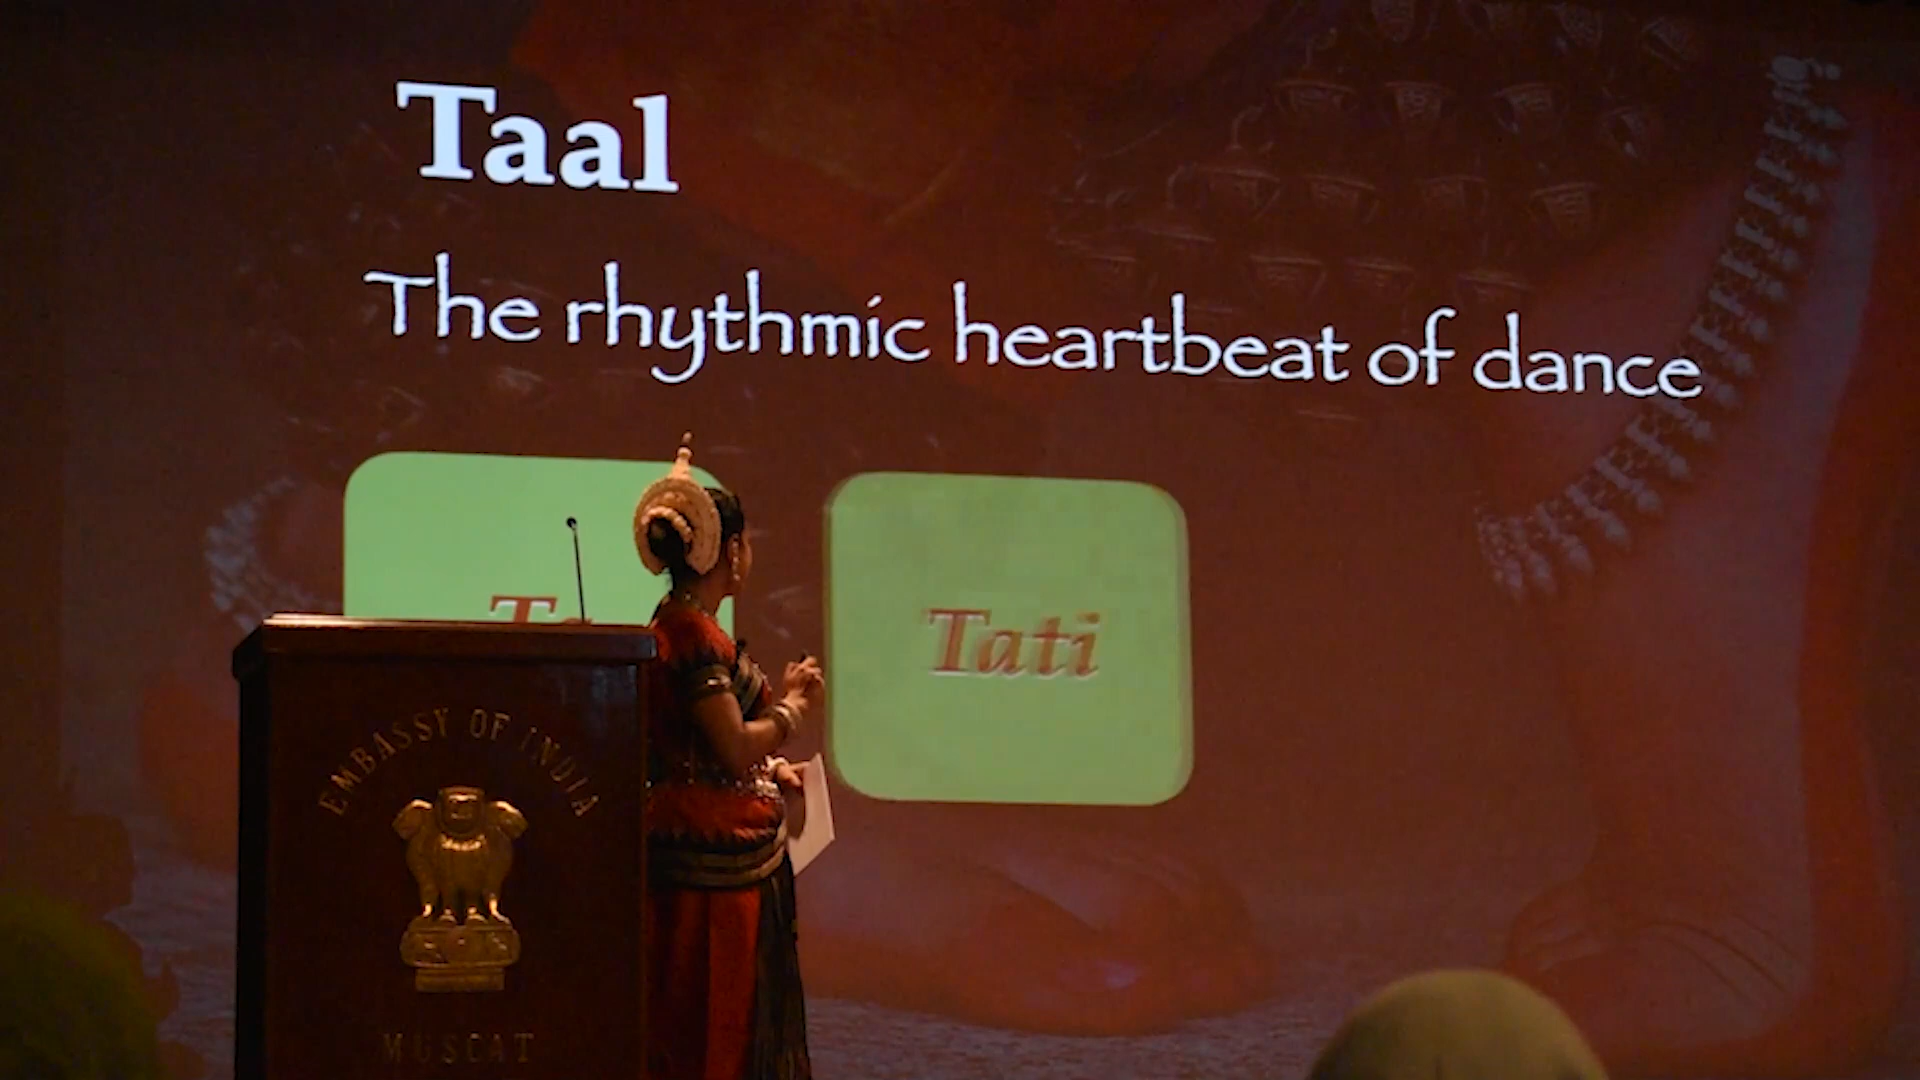 Taal
The rhythmic heartbeat of dance
Tati
EMBASSY OF INDIA
MUSCAT